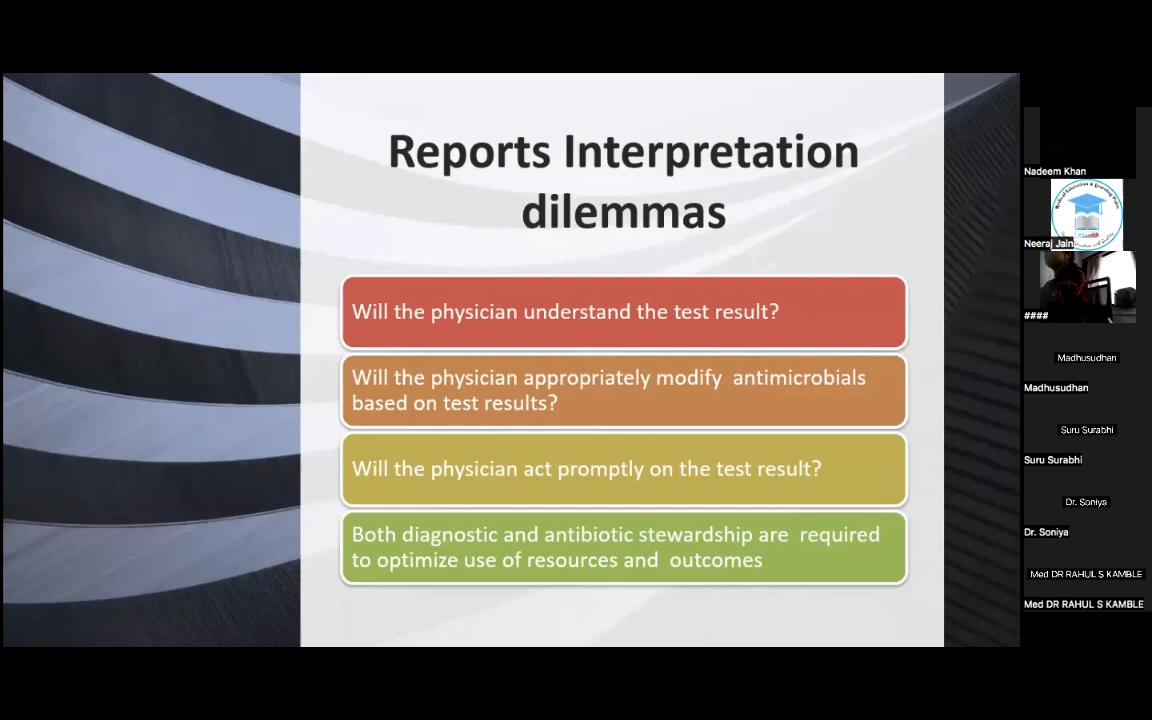 Reports Interpretation
dilemmas
Will the physician understand the test result?
Will the physician appropriately modify antimicrobials
based on test results?
Will the physician act promptly on the test result?
Both diagnostic and antibiotic stewardship are required
to optimize use of resources and outcomes
Nadeem Khan
Neeraj Jain
####
Madhusudhan
Madhusudhan
Suru Surabhi
Suru Surabhi
Dr. Soniya
Dr. Soniya
Med DR RAHUL S KAMBLE
Med DR RAHUL S KAMBLE